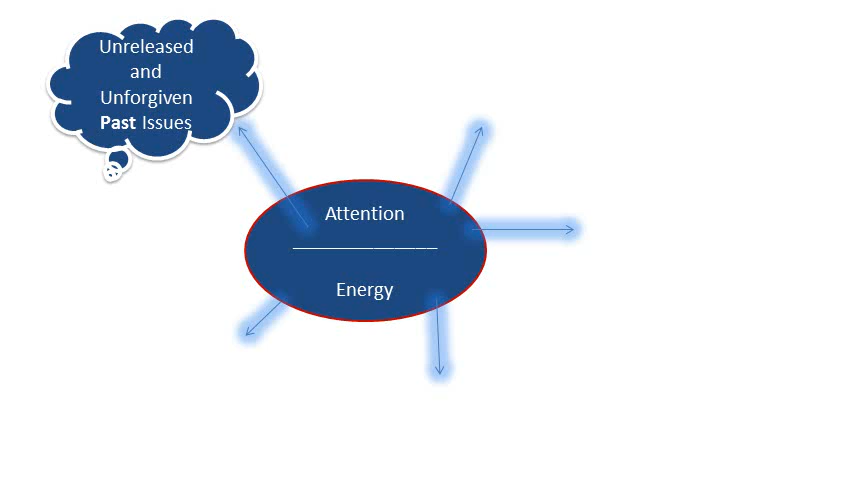 Unreleased
and
Unforgiven
Past Issues
Attention
Energy